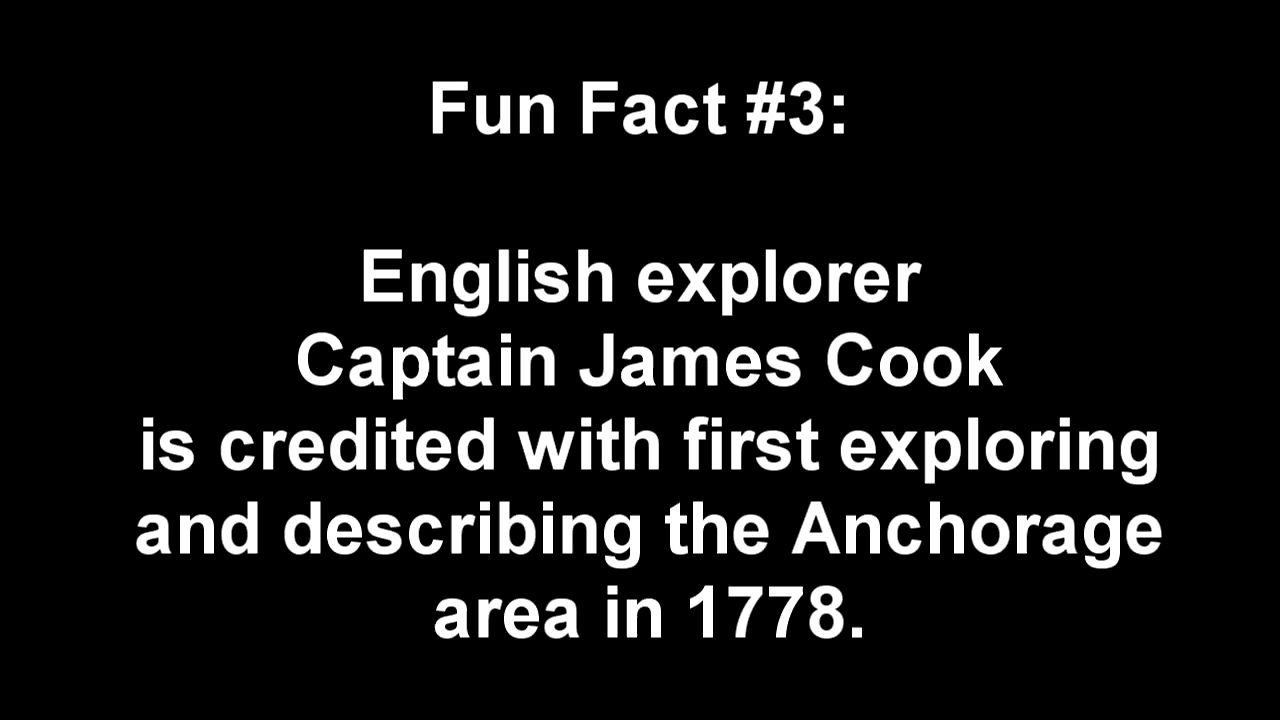 Fun Fact #3:
English explorer
Captain James Cook
is credited with first exploring
and describing the Anchorage
area in 1778.